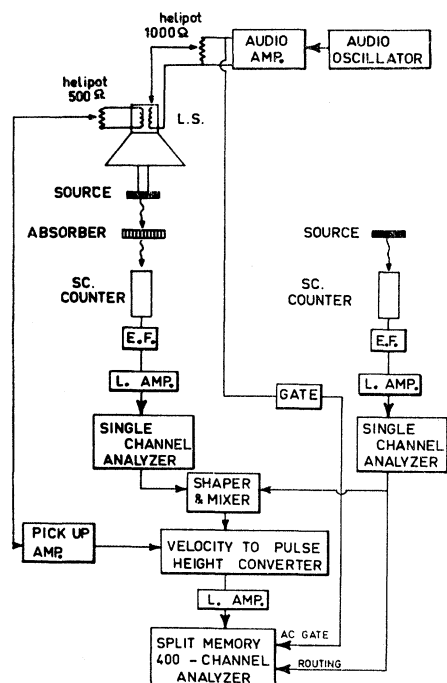 helipot
1000Ω
AUDIO
AMP.
AUDIO
OSCILLATOR
helipot
500Ω
L.S.
SOURCE
ABSORBER
SC.
COUNTER
E.F.
L. AMP.
SINGLE
CHANNEL
ANALYZER
SOURCE
SC.
COUNTER
E.F.
L. AMP.
SINGLE
CHANNEL
ANALYZER
GATE
SHAPER
& MIXER
PICK UP
AMP.
VELOCITY TO PULSE
HEIGHT CONVERTER
L. AMP.
SPLIT MEMORY
400 - CHANNEL
ANALYZER
AC GATE
ROUTING